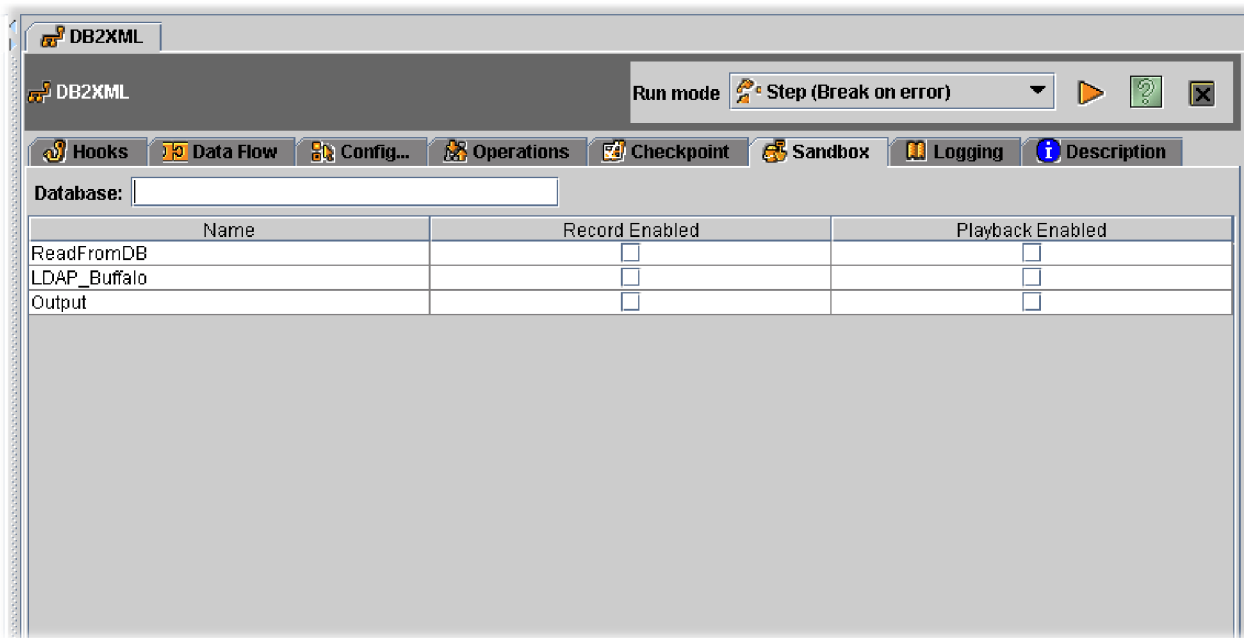 DB2XML
DB2XML
Run mode Step (Break on error)
Hooks Data Flow Config... Operations Checkpoint Sandbox Logging Description
Database:
Name Record Enabled Playback Enabled
ReadFromDB
LDAP_Buffalo
Output